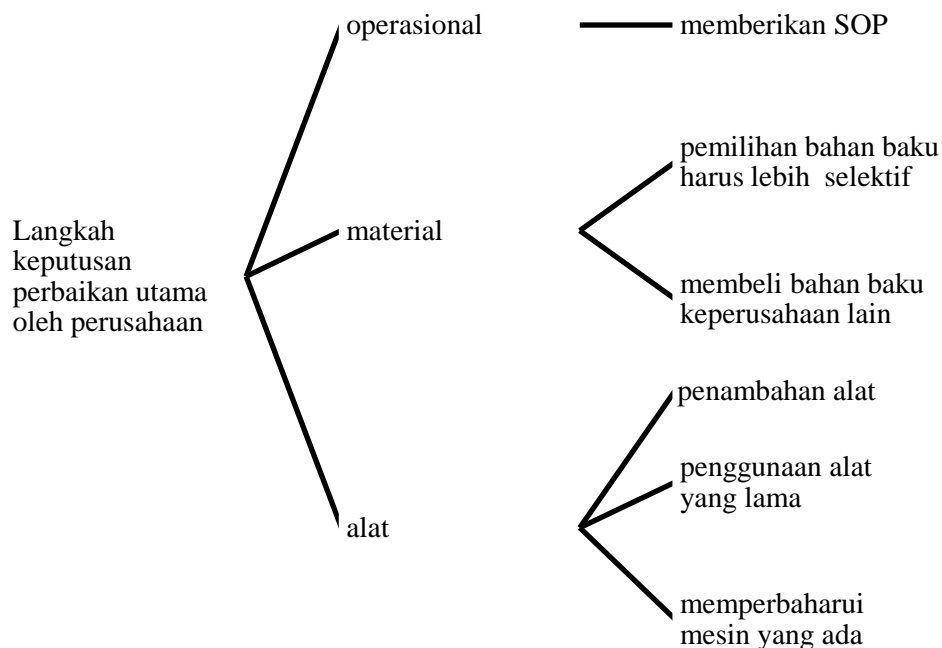 operasional
memberikan SOP
pemilihan bahan baku
harus lebih selektif
Langkah
keputusan
perbaikan utama
oleh perusahaan
material
membeli bahan baku
keperusahaan lain
penambahan alat
penggunaan alat
yang lama
alat
memperbaharui
mesin yang ada